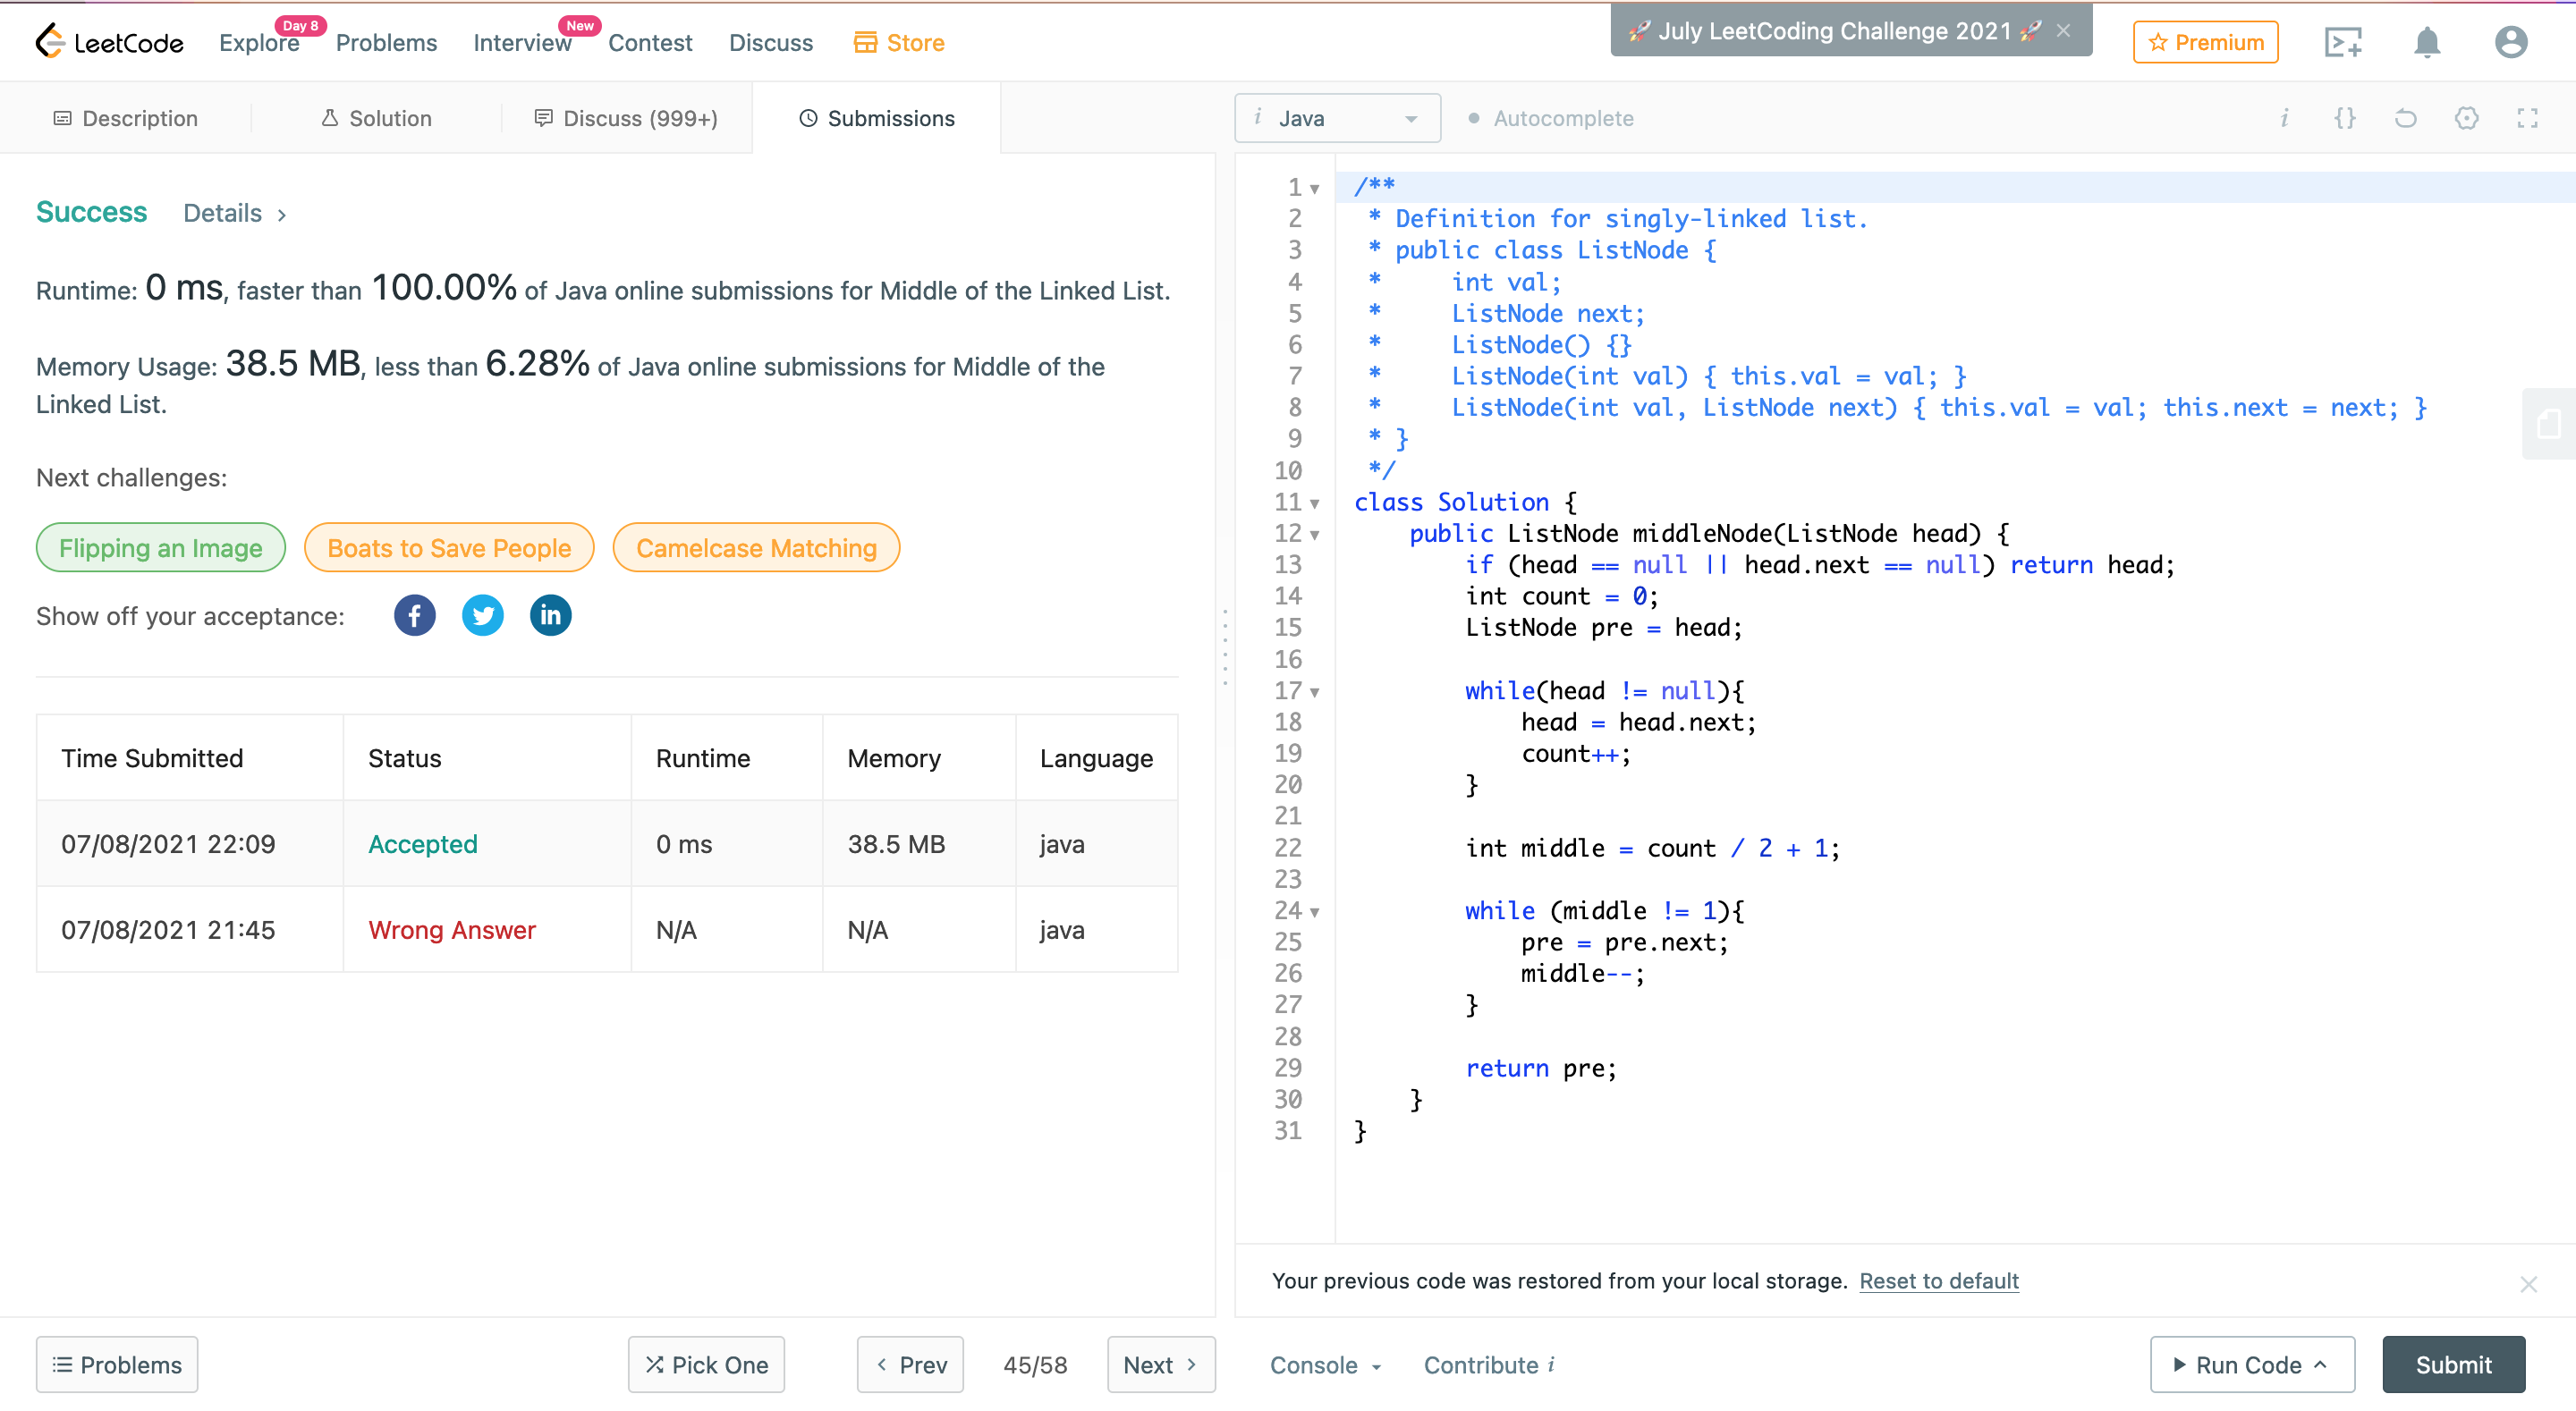 LeetCode Explore Day 8 Problems Interview New Contest Discuss Store 🚀 July LeetCoding Challenge 2021 🚀 × Premium
Description Solution Discuss (999+) Submissions i Java Autocomplete i {}
Success Details >
Runtime: 0 ms, faster than 100.00% of Java online submissions for Middle of the Linked List.
Memory Usage: 38.5 MB, less than 6.28% of Java online submissions for Middle of the
Linked List.
Next challenges:
Flipping an Image Boats to Save People Camelcase Matching
Show off your acceptance: f in
Time Submitted Status Runtime Memory Language
07/08/2021 22:09 Accepted 0 ms 38.5 MB java
07/08/2021 21:45 Wrong Answer N/A N/A java
1 /**
2  * Definition for singly-linked list.
3  * public class ListNode {
4  *     int val;
5  *     ListNode next;
6  *     ListNode() {}
7  *     ListNode(int val) { this.val = val; }
8  *     ListNode(int val, ListNode next) { this.val = val; this.next = next; }
9  * }
10  */
11 class Solution {
12     public ListNode middleNode(ListNode head) {
13         if (head == null || head.next == null) return head;
14         int count = 0;
15         ListNode pre = head;
16
17         while(head != null){
18             head = head.next;
19             count++;
20         }
21
22         int middle = count / 2 + 1;
23
24         while (middle != 1){
25             pre = pre.next;
26             middle--;
27         }
28
29         return pre;
30     }
31 }
Your previous code was restored from your local storage. Reset to default
Problems Pick One < Prev 45/58 Next > Console Contribute i Run Code Submit